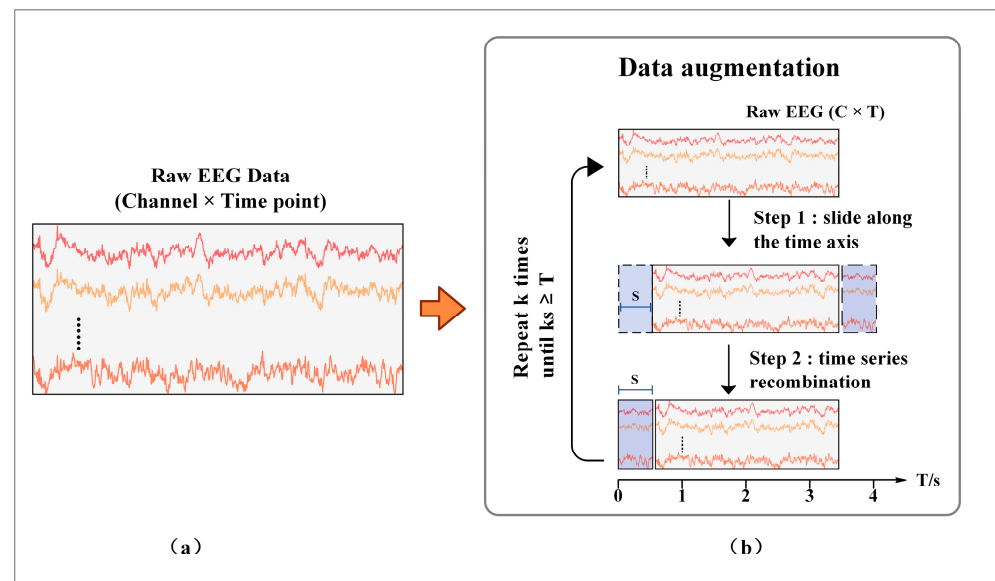 Raw EEG Data
(Channel × Time point)
(a)
Data augmentation
Raw EEG (C × T)
Step 1 : slide along
the time axis
S
Step 2 : time series
recombination
S
Repeat k times
until ks ≥ T
0 1 2 3 4 T/s
(b)